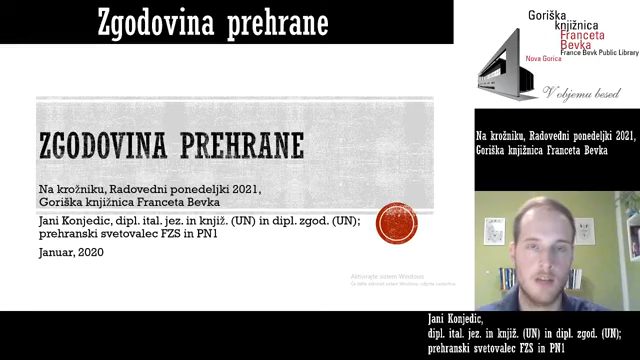 Zgodovina prehrane
Goriška
knjižnica
Franceta
Bevka
France Bevk Public Library
Nova Gorica
V objemu besed
ZGODOVINA PREHRANE
Na krožniku, Radovedni ponedeljki 2021,
Goriška knjižnica Franceta Bevka
Jani Konjedic, dipl. ital. jez. in knjiž. (UN) in dipl. zgod. (UN);
prehranski svetovalec FZS in PN1
Januar, 2020
Aktivirajte sistem Windows
Na krožniku, Radovedni ponedeljki 2021,
Goriška knjižnica Franceta Bevka
Jani Konjedic,
dipl. ital. jez. in knjiž. (UN) in dipl. zgod. (UN);
prehranski svetovalec FZS in PN1